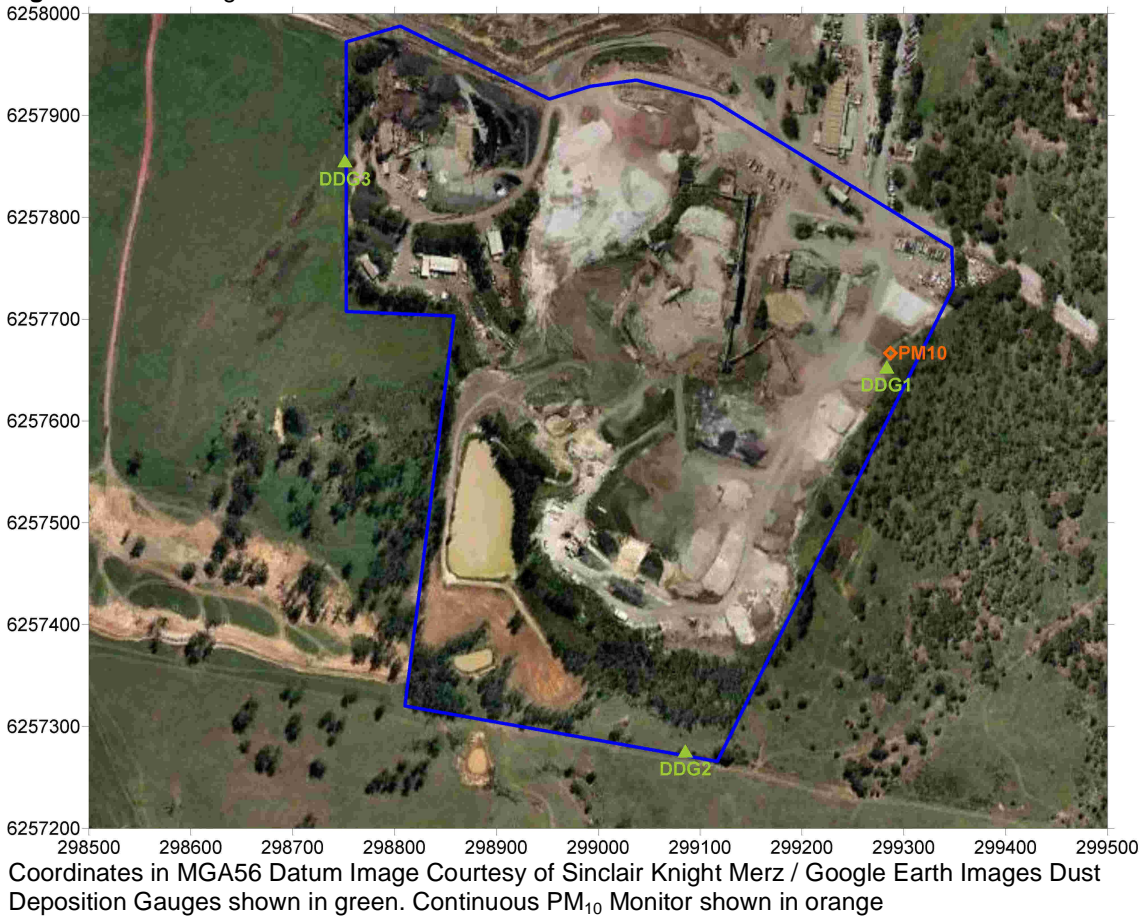 6258000
6257900
6257800
6257700
6257600
6257500
6257400
6257300
6257200
DDG3
PM10
DDG1
DDG2
298500 298600 298700 298800 298900 299000 299100 299200 299300 299400 299500
Coordinates in MGA56 Datum Image Courtesy of Sinclair Knight Merz / Google Earth Images Dust
Deposition Gauges shown in green. Continuous PM₁₀ Monitor shown in orange